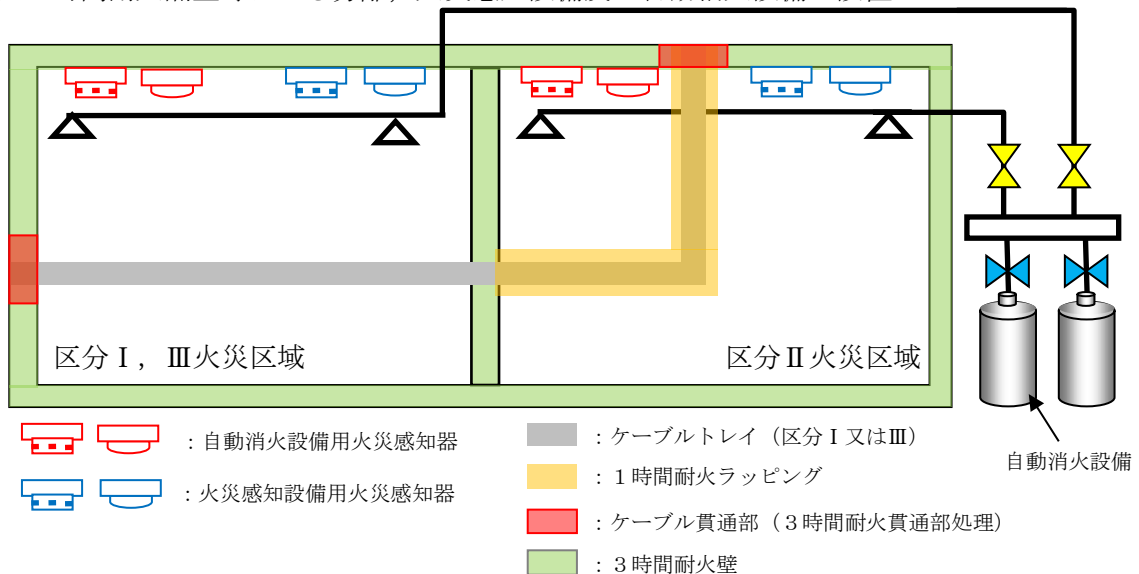 区分Ⅰ，Ⅲ火災区域
区分Ⅱ火災区域
：自動消火設備用火災感知器
：火災感知設備用火災感知器
：ケーブルトレイ（区分Ⅰ又はⅢ）
：１時間耐火ラッピング
：ケーブル貫通部（３時間耐火貫通部処理）
：３時間耐火壁
自動消火設備